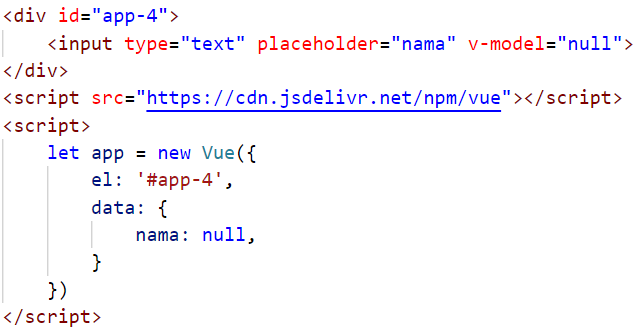 <div id="app-4">
    <input type="text" placeholder="nama" v-model="null">
</div>
<script src="https://cdn.jsdelivr.net/npm/vue"></script>
<script>
    let app = new Vue({
        el: '#app-4',
        data: {
            nama: null,
        }
    })
</script>